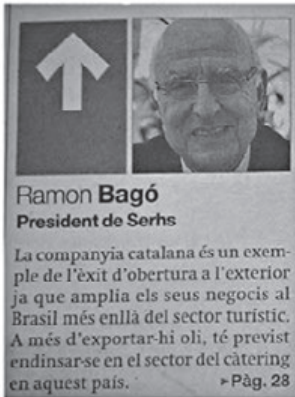 Ramon Bagó
President de Serhs
La companyia catalana és un exem-
ple de l'èxit d'obertura a l'exterior
ja que amplia els seus negocis al
Brasil més enllà del sector turístic.
A més d'exportar-hi oli, té previst
endinsar-se en el sector del càtering
en aquest país. ►Pàg. 28